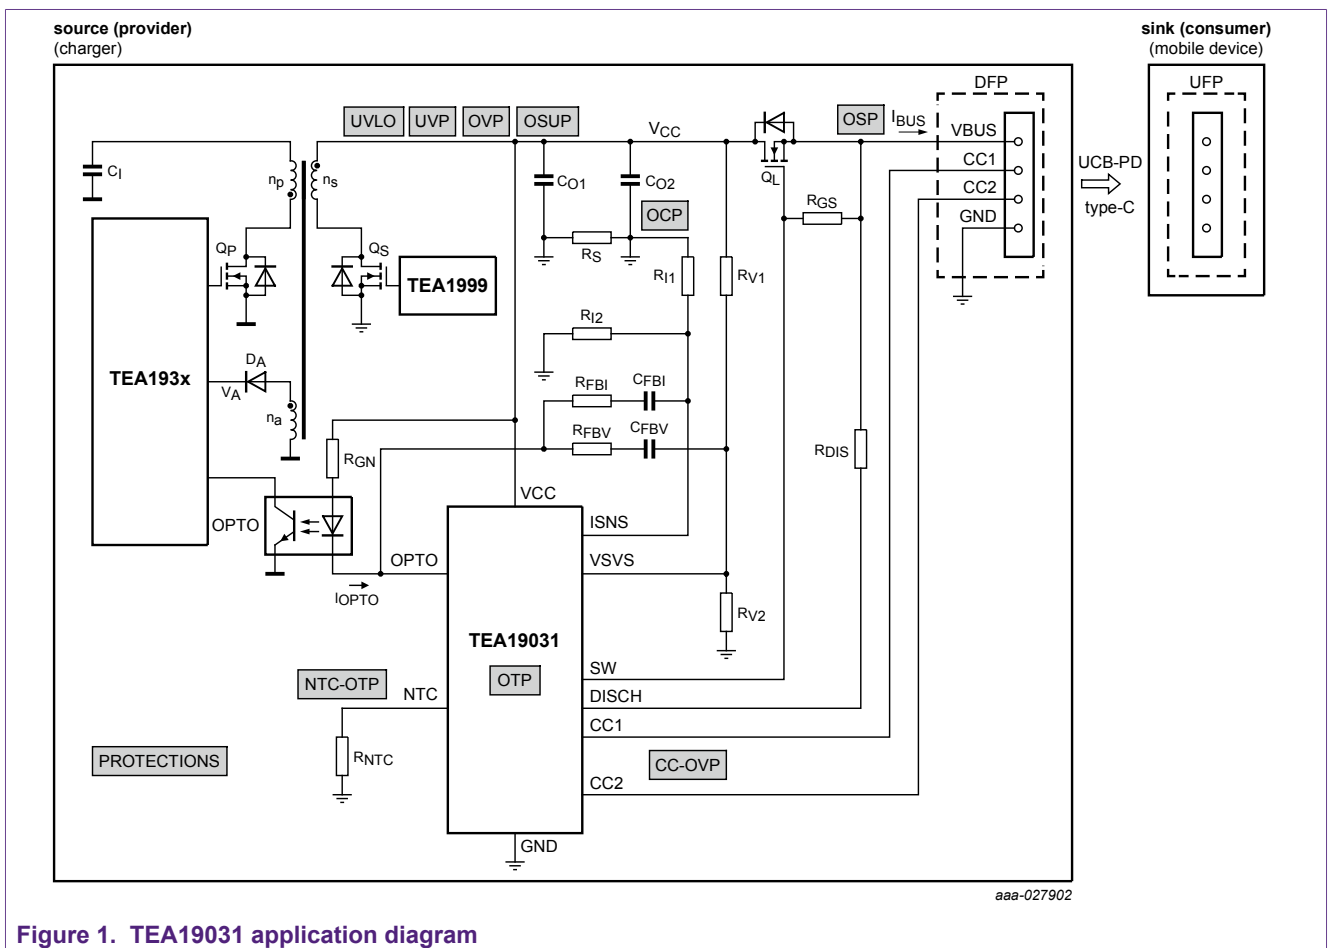 source (provider)
(charger)
sink (consumer)
(mobile device)
DFP
UFP
UVLO
UVP
OVP
OSUP
VCC
OSP
IBUS
VBUS
CC1
CC2
GND
UCB-PD
type-C
CI
np
ns
CO1
CO2
QL
RGS
OCP
RS
RI1
RV1
QP
QS
TEA1999
RI2
TEA193x
DA
VA
na
RFBI
CFBI
RFBV
CFBV
RGN
RDIS
VCC
OPTO
ISNS
OPTO
VSVS
IOPTO
RV2
TEA19031
OTP
SW
NTC-OTP
NTC
DISCH
CC1
PROTECTIONS
RNTC
CC-OVP
CC2
GND
aaa-027902
Figure 1. TEA19031 application diagram